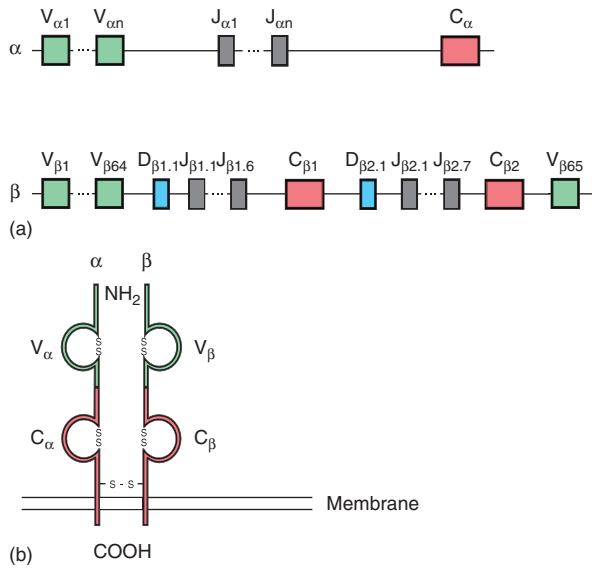 Vα1 Vαn Jα1 Jαn Cα
α ... ...
Vβ1 Vβ64 Dβ1.1 Jβ1.1 Jβ1.6 Cβ1 Dβ2.1 Jβ2.1 Jβ2.7 Cβ2 Vβ65
β ... ... ...
(a)
α β
NH2
Vα S S S S Vβ
Cα S S S S Cβ
S - S
Membrane
COOH
(b)